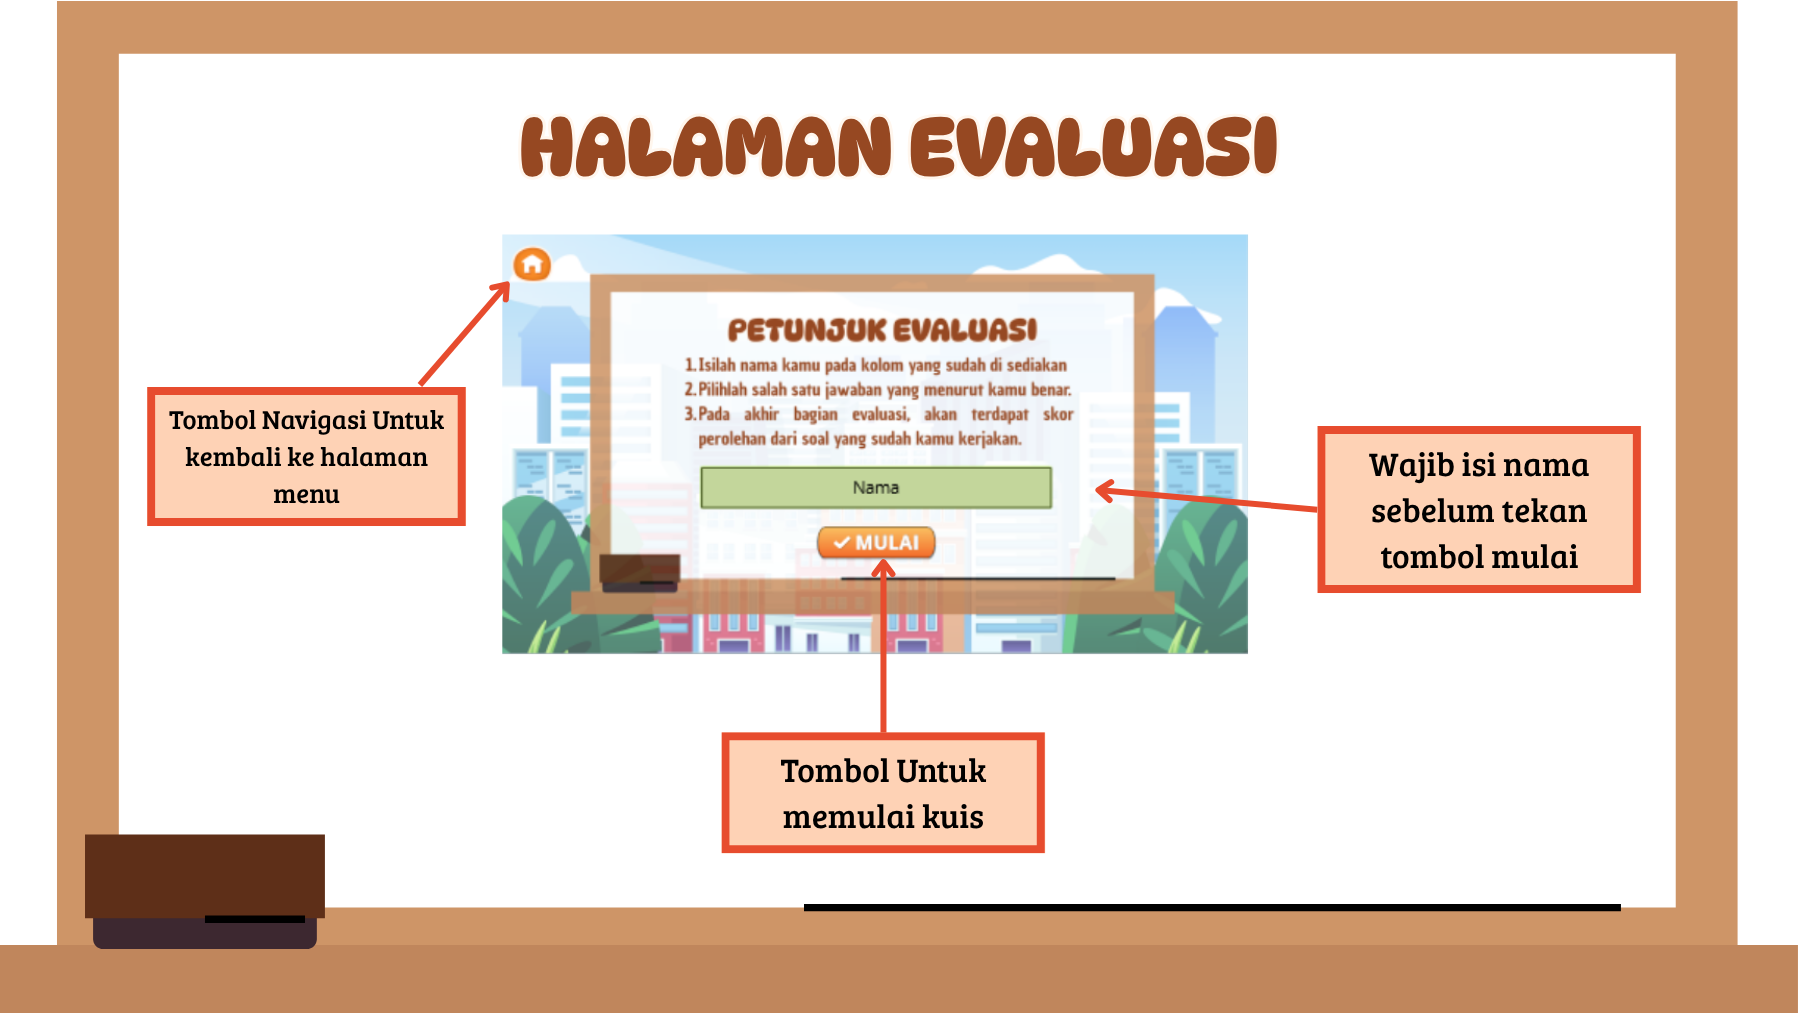 HALAMAN EVALUASI
PETUNJUK EVALUASI
1. Isilah nama kamu pada kolom yang sudah di sediakan
2. Pilihlah salah satu jawaban yang menurut kamu benar.
3. Pada akhir bagian evaluasi, akan terdapat skor
perolehan dari soal yang sudah kamu kerjakan.
Nama
MULAI
Tombol Navigasi Untuk
kembali ke halaman
menu
Wajib isi nama
sebelum tekan
tombol mulai
Tombol Untuk
memulai kuis